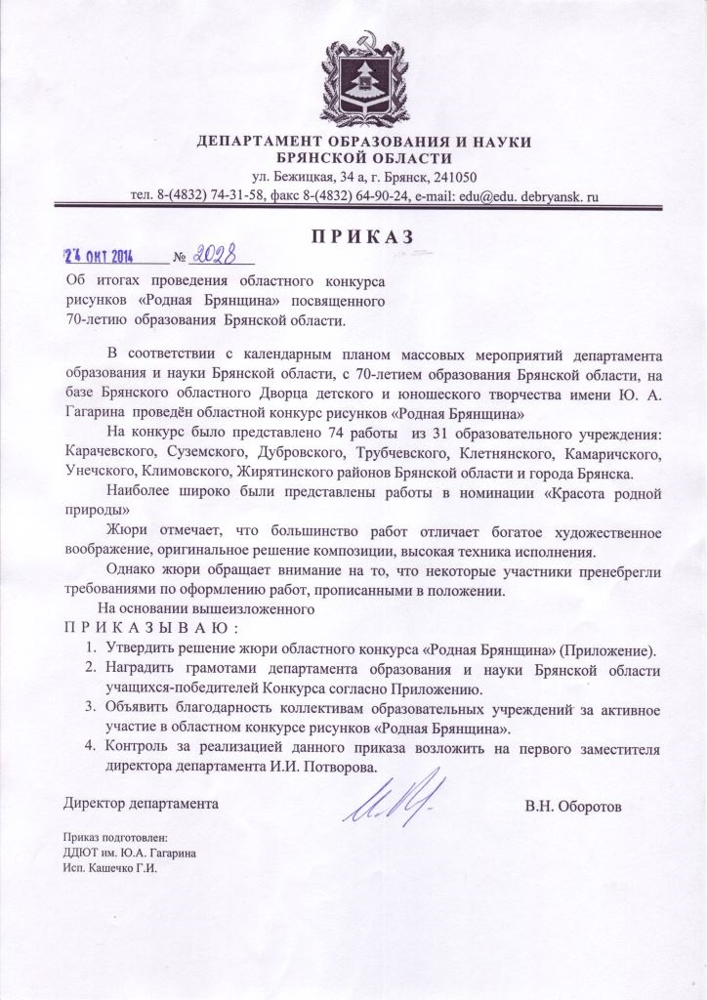 ДЕПАРТАМЕНТ ОБРАЗОВАНИЯ И НАУКИ
БРЯНСКОЙ ОБЛАСТИ
ул. Бежицкая, 34 а, г. Брянск, 241050
тел. 8-(4832) 74-31-58, факс 8-(4832) 64-90-24, e-mail: edu@edu. debryansk. ru
ПРИКАЗ
24 ОКТ 2014 № 2028
Об итогах проведения областного конкурса
рисунков «Родная Брянщина» посвященного
70-летию образования Брянской области.
В соответствии с календарным планом массовых мероприятий департамента
образования и науки Брянской области, с 70-летием образования Брянской области, на
базе Брянского областного Дворца детского и юношеского творчества имени Ю. А.
Гагарина проведён областной конкурс рисунков «Родная Брянщина»
На конкурс было представлено 74 работы из 31 образовательного учреждения:
Карачевского, Суземского, Дубровского, Трубчевского, Клетнянского, Камаричского,
Унечского, Климовского, Жирятинского районов Брянской области и города Брянска.
Наиболее широко были представлены работы в номинации «Красота родной
природы»
Жюри отмечает, что большинство работ отличает богатое художественное
воображение, оригинальное решение композиции, высокая техника исполнения.
Однако жюри обращает внимание на то, что некоторые участники пренебрегли
требованиями по оформлению работ, прописанными в положении.
На основании вышеизложенного
ПРИКАЗЫВАЮ:
1. Утвердить решение жюри областного конкурса «Родная Брянщина» (Приложение).
2. Наградить грамотами департамента образования и науки Брянской области
учащихся-победителей Конкурса согласно Приложению.
3. Объявить благодарность коллективам образовательных учреждений за активное
участие в областном конкурсе рисунков «Родная Брянщина».
4. Контроль за реализацией данного приказа возложить на первого заместителя
директора департамента И.И. Потворова.
Директор департамента В.Н. Оборотов
Приказ подготовлен:
ДДЮТ им. Ю.А. Гагарина
Исп. Кашечко Г.И.